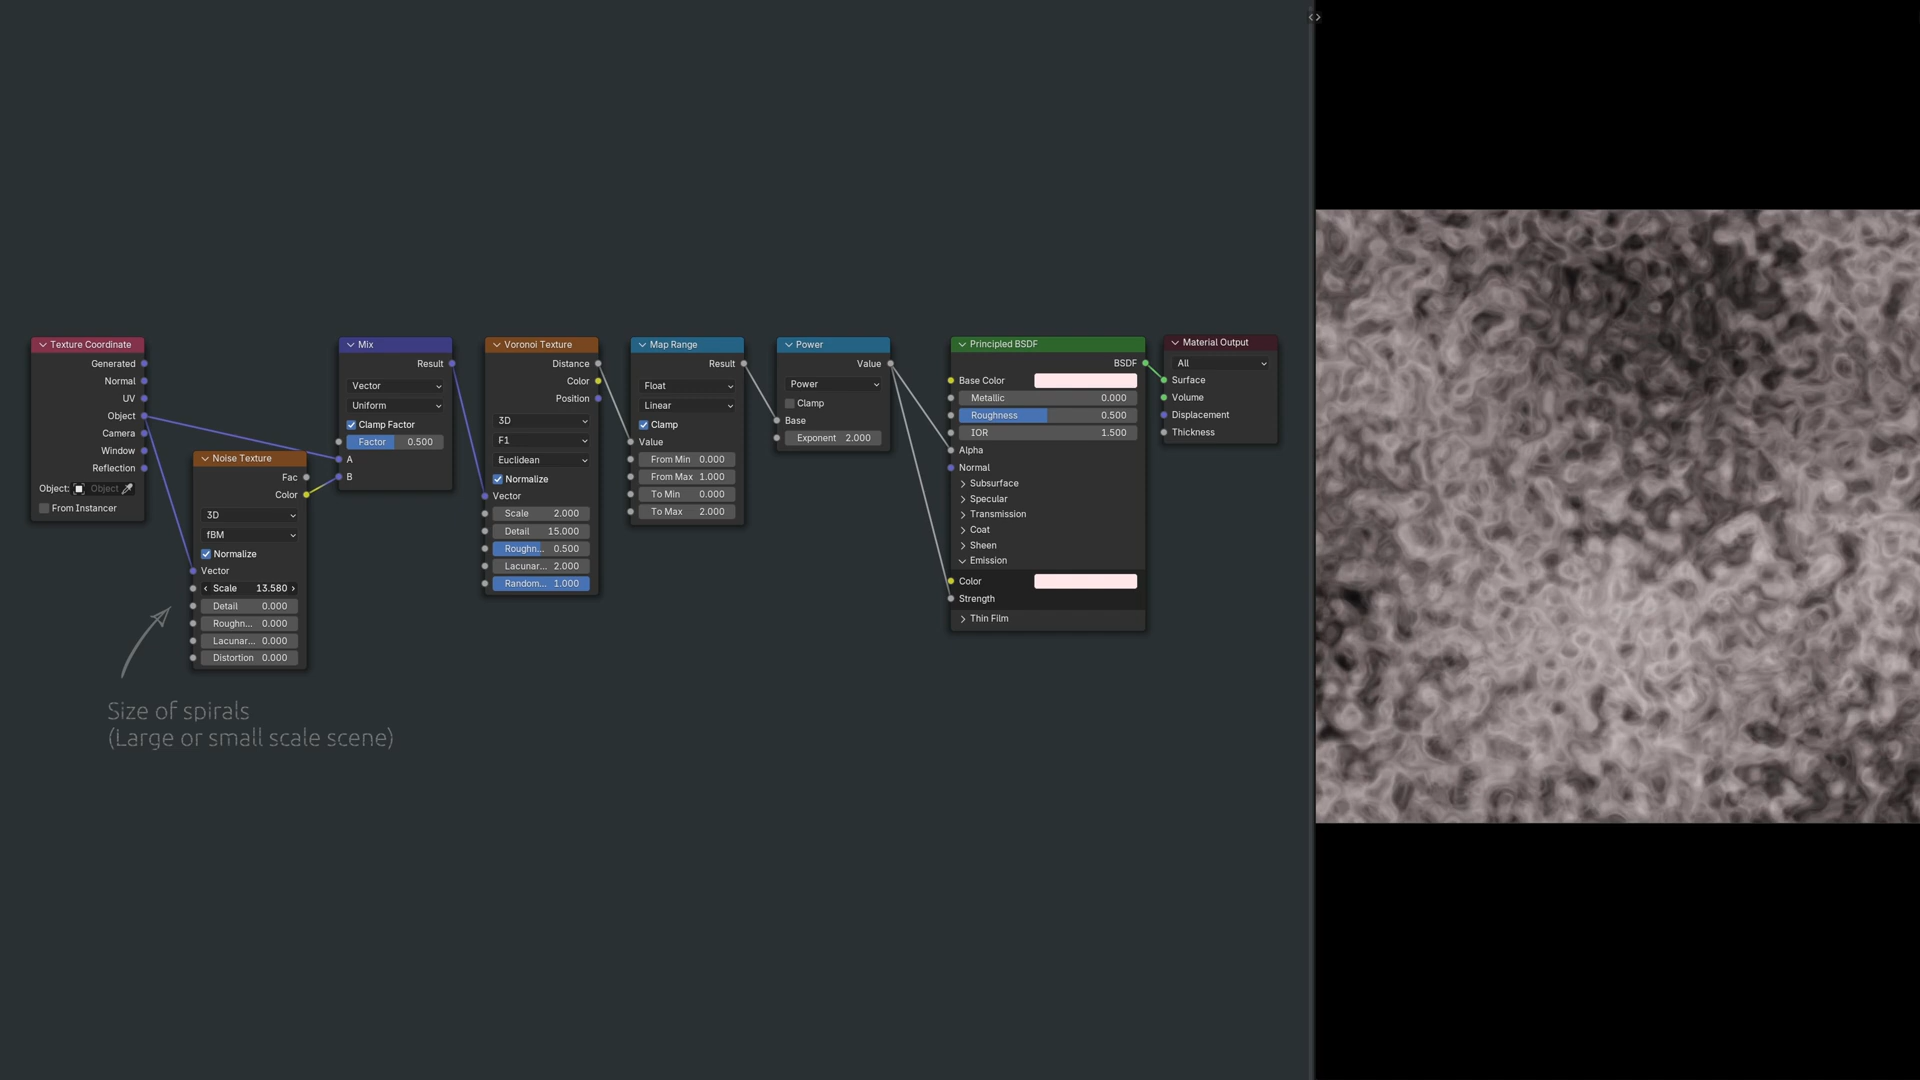 Texture Coordinate
Generated
Normal
UV
Object
Camera
Window
Reflection
Object: Object
From Instancer
Noise Texture
Fac
Color
3D
fBM
Normalize
Vector
Scale 13.580
Detail 0.000
Roughn... 0.000
Lacunar... 0.000
Distortion 0.000
Size of spirals
(Large or small scale scene)
Mix
Result
Vector
Uniform
Clamp Factor
Factor 0.500
A
B
Voronoi Texture
Distance
Color
Position
3D
F1
Euclidean
Normalize
Vector
Scale 2.000
Detail 15.000
Roughn... 0.500
Lacunar... 2.000
Random... 1.000
Map Range
Result
Float
Linear
Clamp
Value
From Min 0.000
From Max 1.000
To Min 0.000
To Max 2.000
Power
Value
Power
Clamp
Base
Exponent 2.000
Principled BSDF
BSDF
Base Color
Metallic 0.000
Roughness 0.500
IOR 1.500
Alpha
Normal
Subsurface
Specular
Transmission
Coat
Sheen
Emission
Color
Strength
Thin Film
Material Output
All
Surface
Volume
Displacement
Thickness